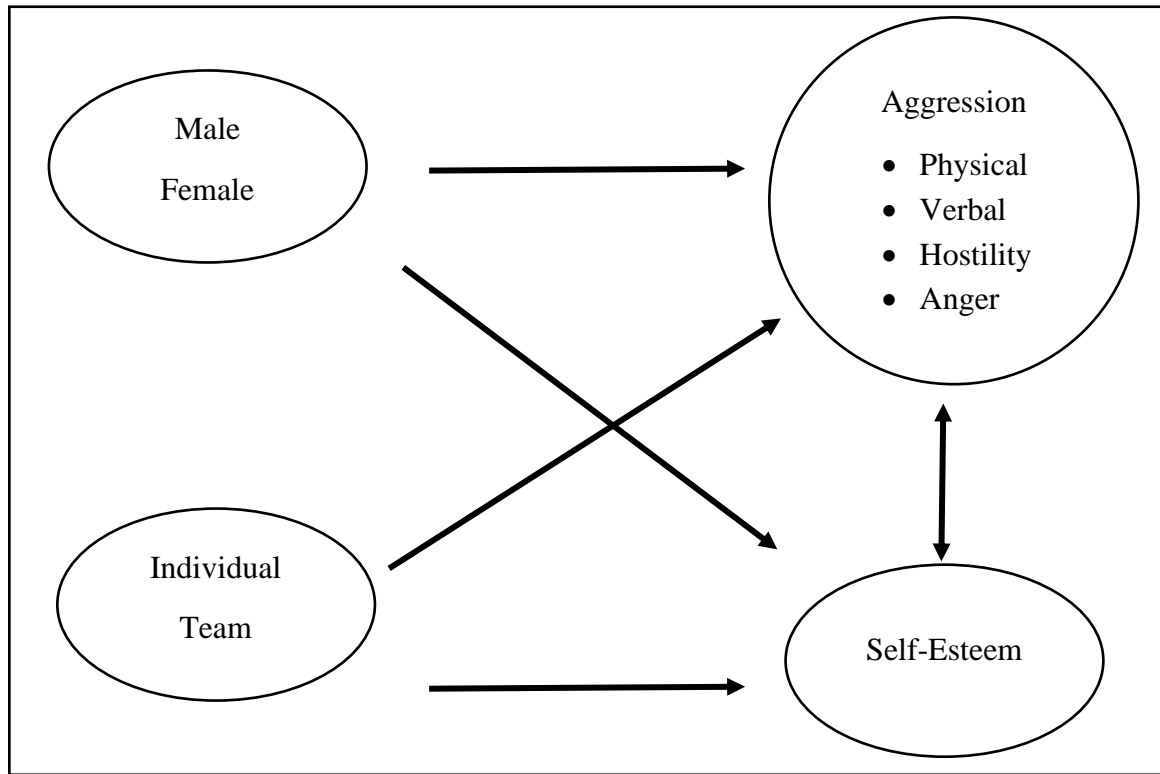 Male
Female
Aggression
• Physical
• Verbal
• Hostility
• Anger
Individual
Team
Self-Esteem